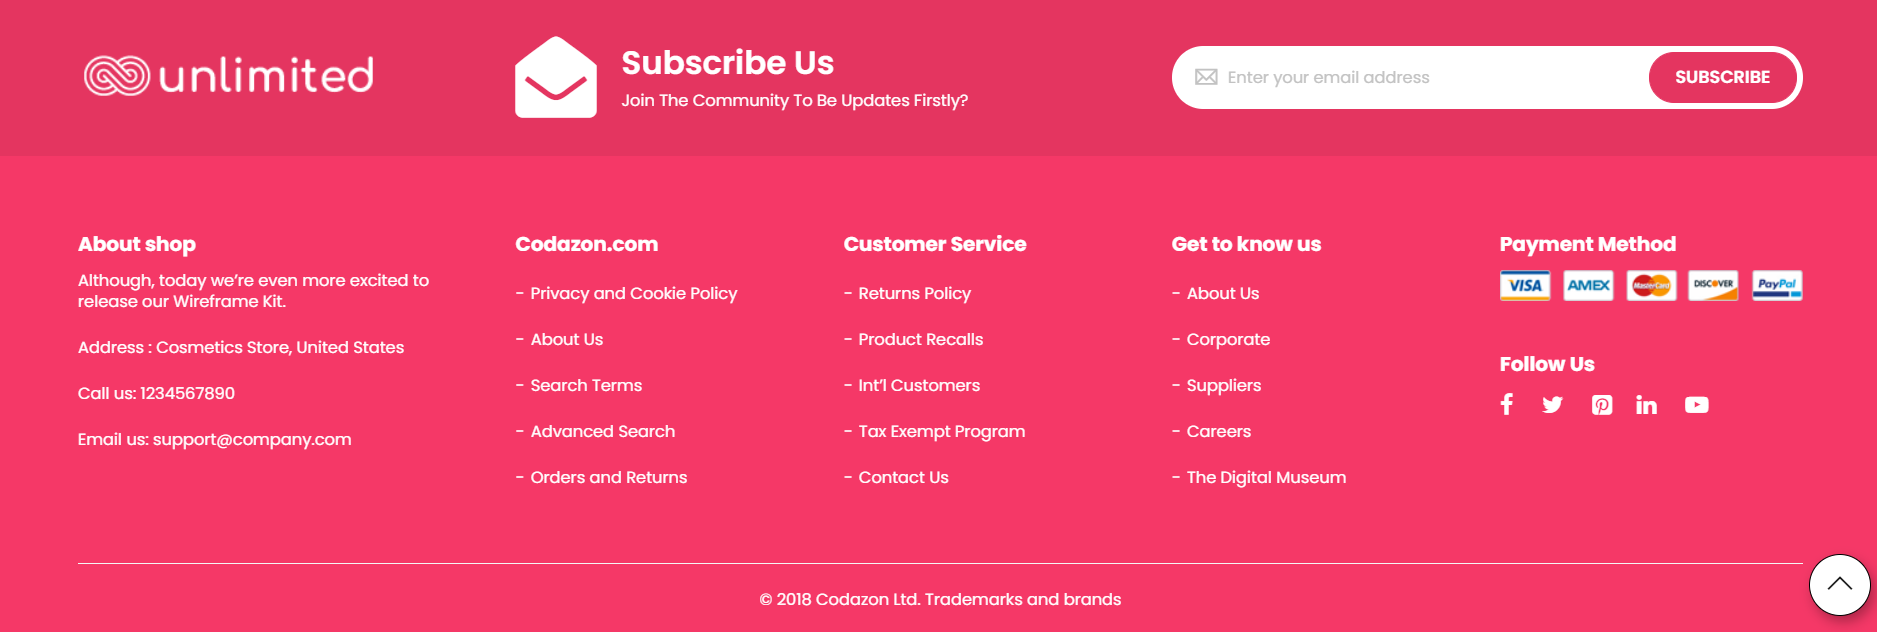 unlimited
Subscribe Us
Join The Community To Be Updates Firstly?
Enter your email address
SUBSCRIBE
About shop
Although, today we’re even more excited to
release our Wireframe Kit.
Address : Cosmetics Store, United States
Call us: 1234567890
Email us: support@company.com
Codazon.com
- Privacy and Cookie Policy
- About Us
- Search Terms
- Advanced Search
- Orders and Returns
Customer Service
- Returns Policy
- Product Recalls
- Int’l Customers
- Tax Exempt Program
- Contact Us
Get to know us
- About Us
- Corporate
- Suppliers
- Careers
- The Digital Museum
Payment Method
VISA AMEX MasterCard DISCOVER PayPal
Follow Us
© 2018 Codazon Ltd. Trademarks and brands